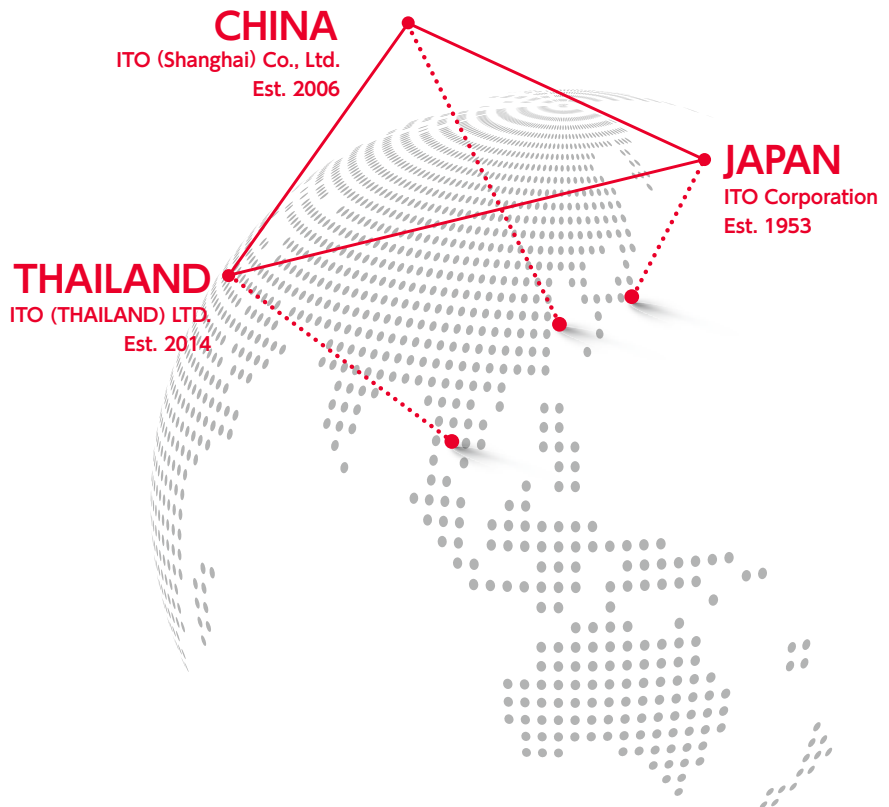 CHINA
ITO (Shanghai) Co., Ltd.
Est. 2006
JAPAN
ITO Corporation
Est. 1953
THAILAND
ITO (THAILAND) LTD.
Est. 2014